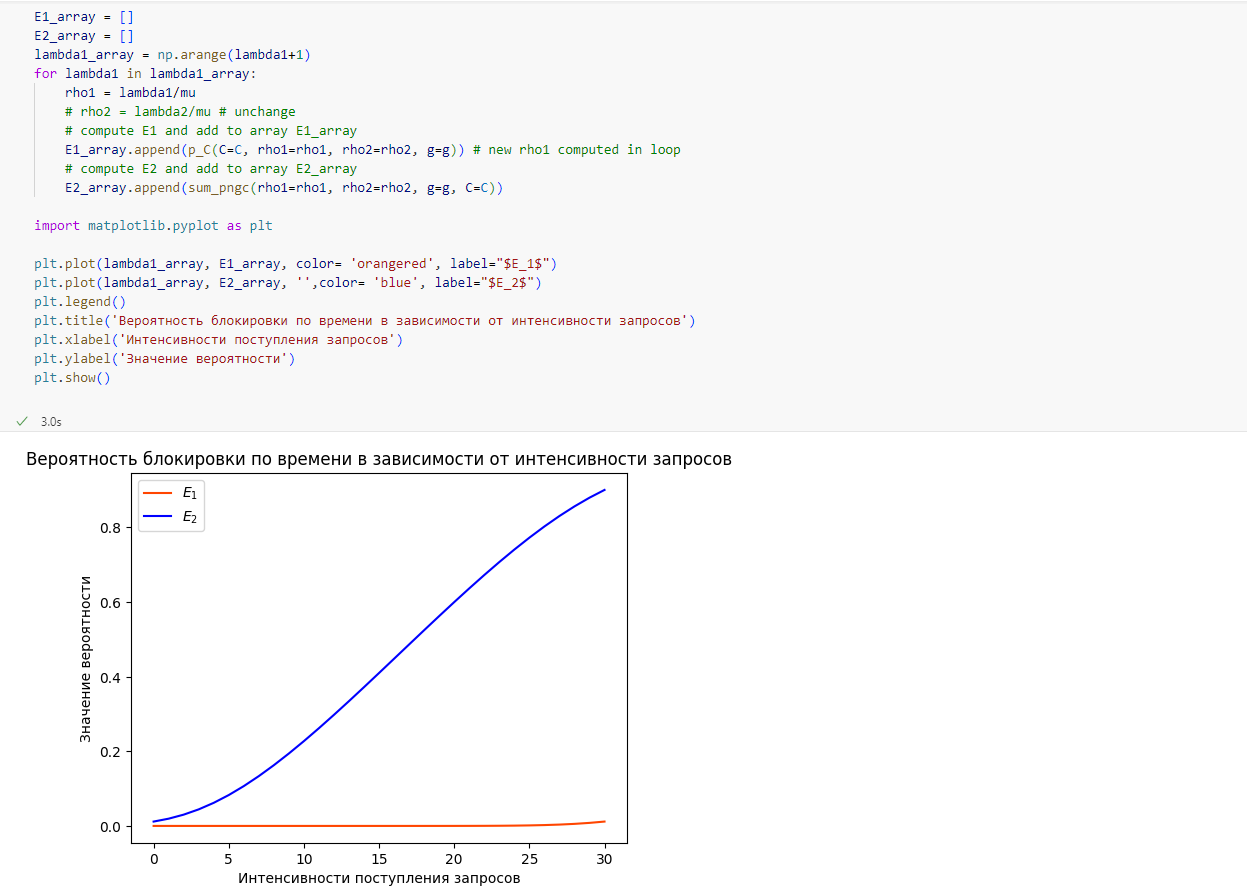 E1_array = []
E2_array = []
lambda1_array = np.arange(lambda1+1)
for lambda1 in lambda1_array:
    rho1 = lambda1/mu
    # rho2 = lambda2/mu # unchange
    # compute E1 and add to array E1_array
    E1_array.append(p_C(C=C, rho1=rho1, rho2=rho2, g=g)) # new rho1 computed in loop
    # compute E2 and add to array E2_array
    E2_array.append(sum_pngc(rho1=rho1, rho2=rho2, g=g, C=C))
import matplotlib.pyplot as plt
plt.plot(lambda1_array, E1_array, color= 'orangered', label="$E_1$")
plt.plot(lambda1_array, E2_array, '',color= 'blue', label="$E_2$")
plt.legend()
plt.title('Вероятность блокировки по времени в зависимости от интенсивности запросов')
plt.xlabel('Интенсивности поступления запросов')
plt.ylabel('Значение вероятности')
plt.show()
✓ 3.0s
Вероятность блокировки по времени в зависимости от интенсивности запросов
E1
E2
0.8
0.6
0.4
0.2
0.0
Значение вероятности
0 5 10 15 20 25 30
Интенсивности поступления запросов